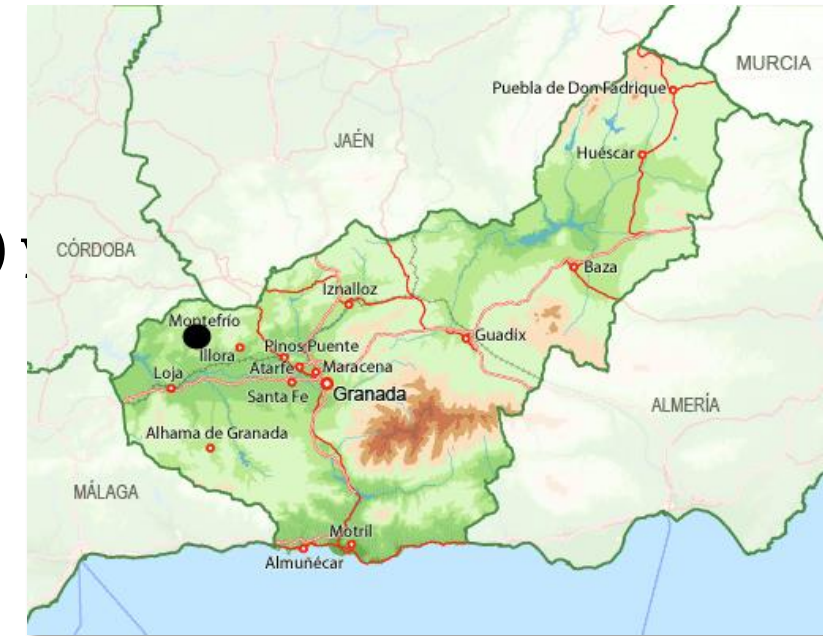 MURCIA
Puebla de Don Fadrique
JAÉN
Huéscar
)
CÓRDOBA
Baza
Iznalloz
Montefrío
Guadix
Pinos Puente
Illora
Atarfe
Maracena
Loja
Granada
Santa Fe
ALMERÍA
Alhama de Granada
MÁLAGA
Motril
Almuñécar